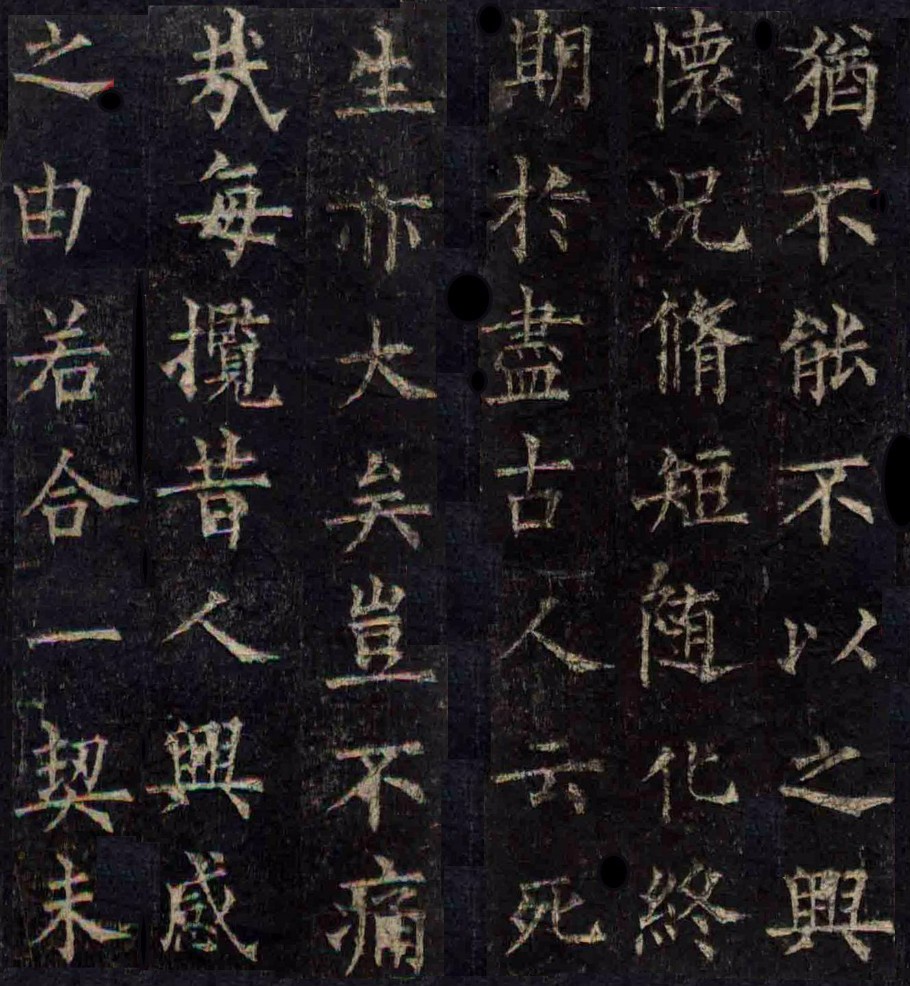 猶不能不以之興
懷況脩短随化終
期於盡古人云死
生亦大矣豈不痛
哉每攬昔人興感
之由若合一契未